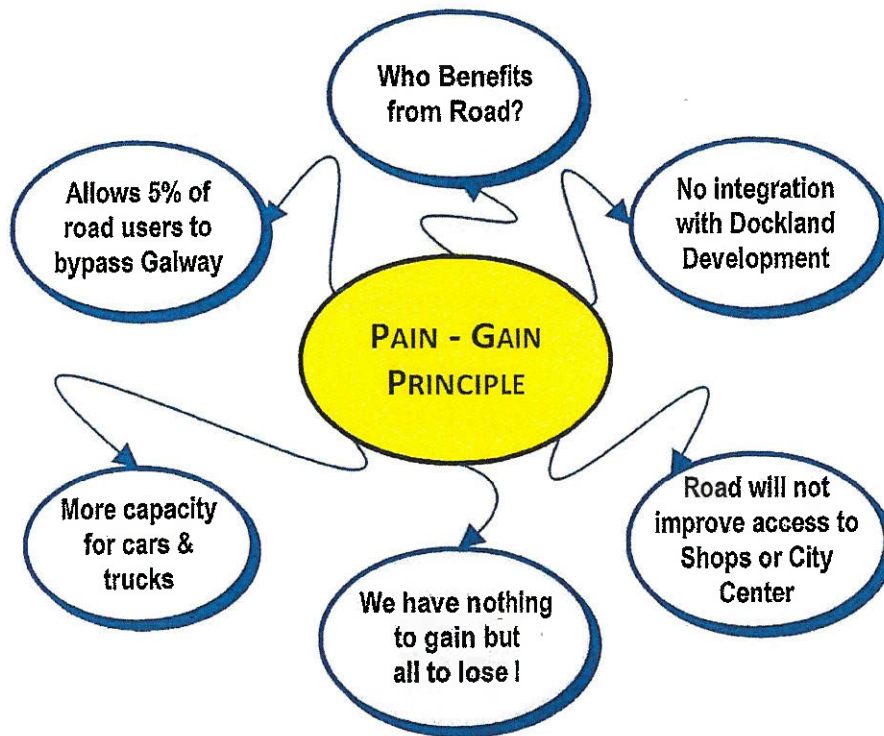 Who Benefits
from Road?
Allows 5% of
road users to
bypass Galway
No integration
with Dockland
Development
PAIN - GAIN
PRINCIPLE
More capacity
for cars &
trucks
Road will not
improve access to
Shops or City
Center
We have nothing
to gain but
all to lose !